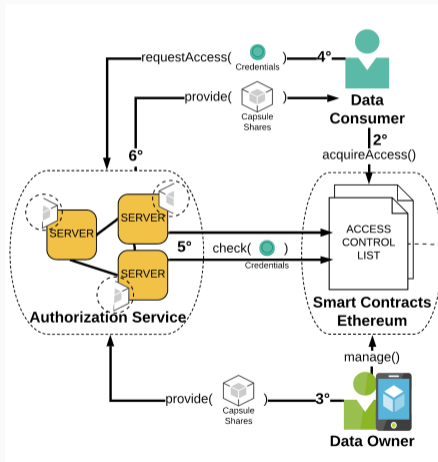 requestAccess( Credentials ) 4°
provide( Capsule Shares )
Data
Consumer
6°
2°
acquireAccess()
SERVER
SERVER
SERVER
5°
check( Credentials )
ACCESS
CONTROL
LIST
Authorization Service
Smart Contracts
Ethereum
manage()
provide( Capsule Shares ) 3°
Data Owner